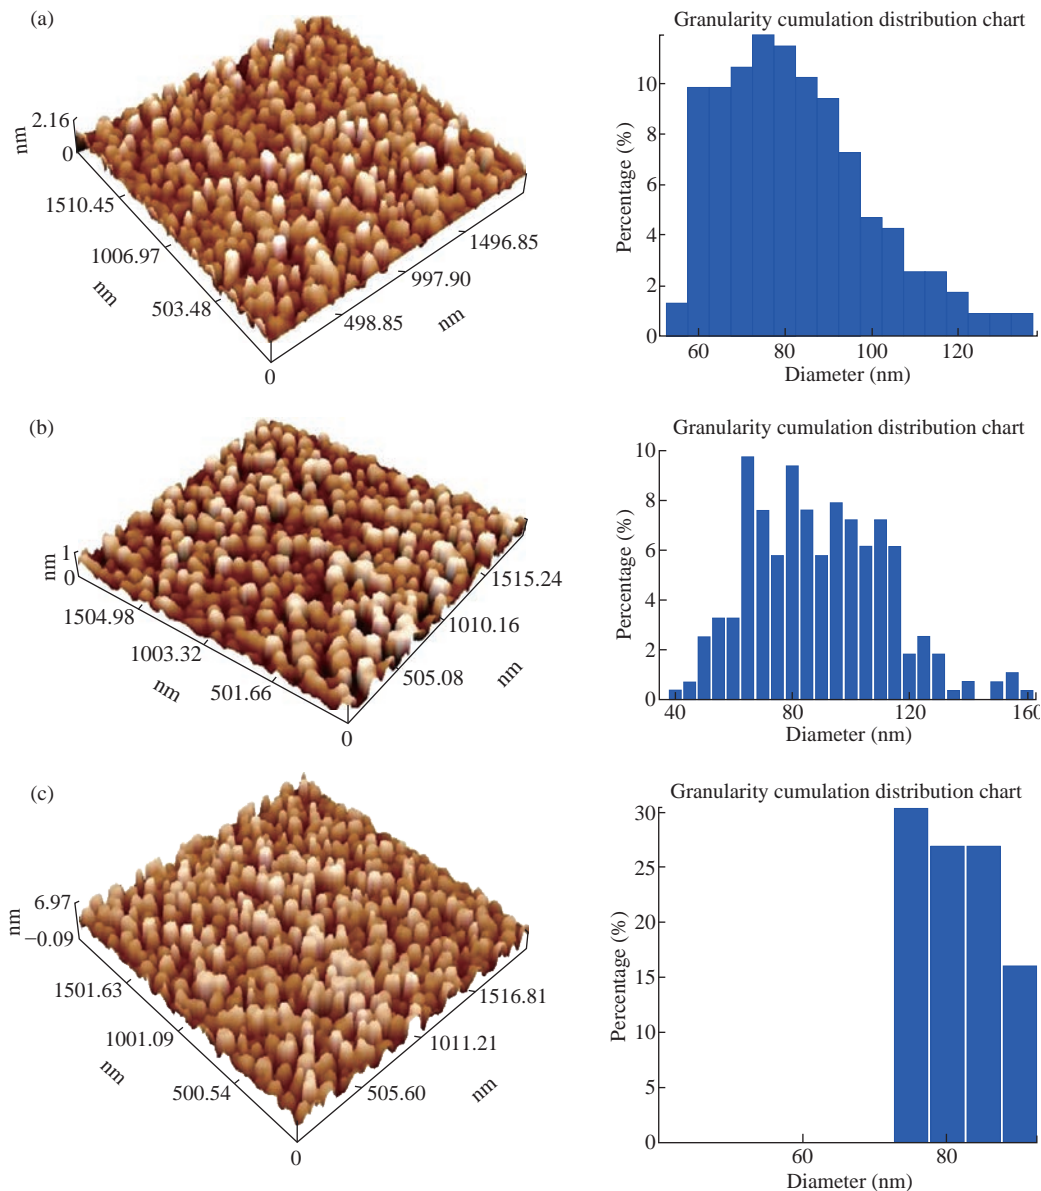 (a)
nm
2.16
0
1510.45
1006.97
503.48
nm
0
498.85
997.90
1496.85
nm
Granularity cumulation distribution chart
Percentage (%)
10
8
6
4
2
0
60
80
100
120
Diameter (nm)
(b)
nm
1
0
1504.98
1003.32
501.66
nm
0
505.08
1010.16
1515.24
nm
Granularity cumulation distribution chart
Percentage (%)
10
8
6
4
2
0
40
80
120
160
Diameter (nm)
(c)
nm
6.97
−0.09
1501.63
1001.09
500.54
nm
0
505.60
1011.21
1516.81
nm
Granularity cumulation distribution chart
Percentage (%)
30
25
20
15
10
5
0
60
80
Diameter (nm)